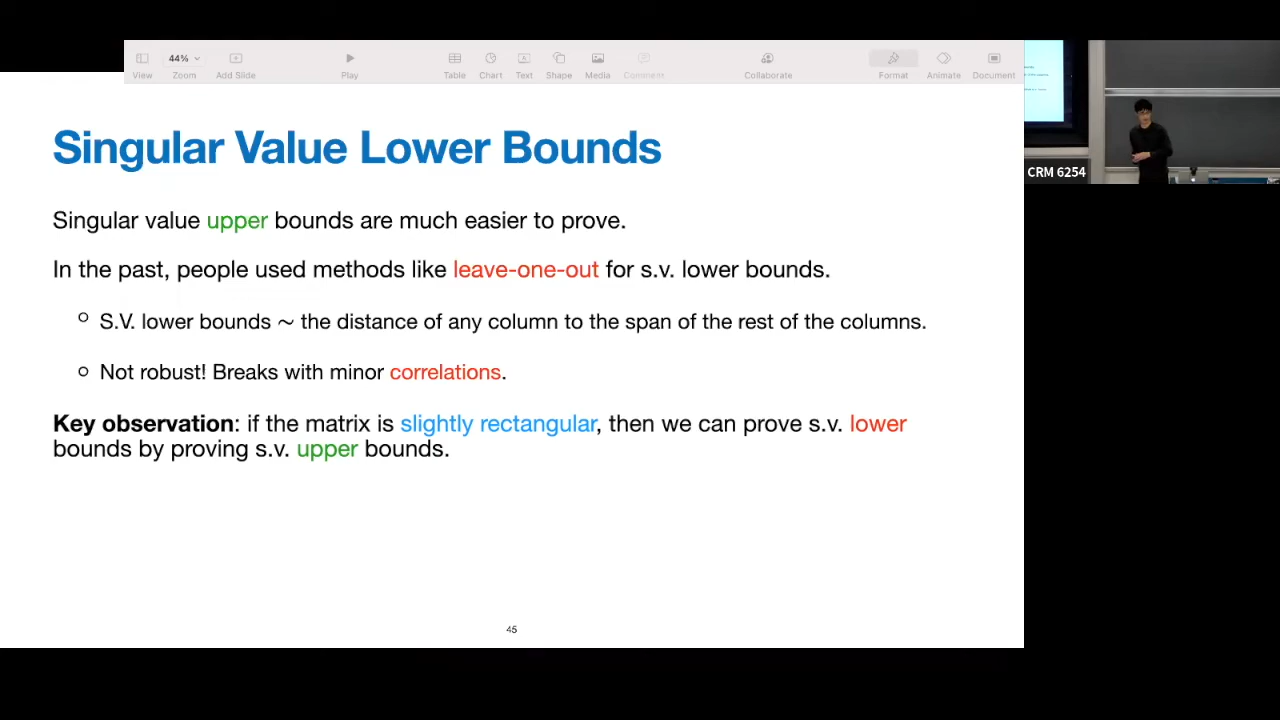 44%
View
Zoom
Add Slide
Play
Table
Chart
Text
Shape
Media
Comment
Collaborate
Format
Animate
Document
CRM 6254
Singular Value Lower Bounds
Singular value upper bounds are much easier to prove.
In the past, people used methods like leave-one-out for s.v. lower bounds.
S.V. lower bounds ~ the distance of any column to the span of the rest of the columns.
Not robust! Breaks with minor correlations.
Key observation: if the matrix is slightly rectangular, then we can prove s.v. lower
bounds by proving s.v. upper bounds.
45